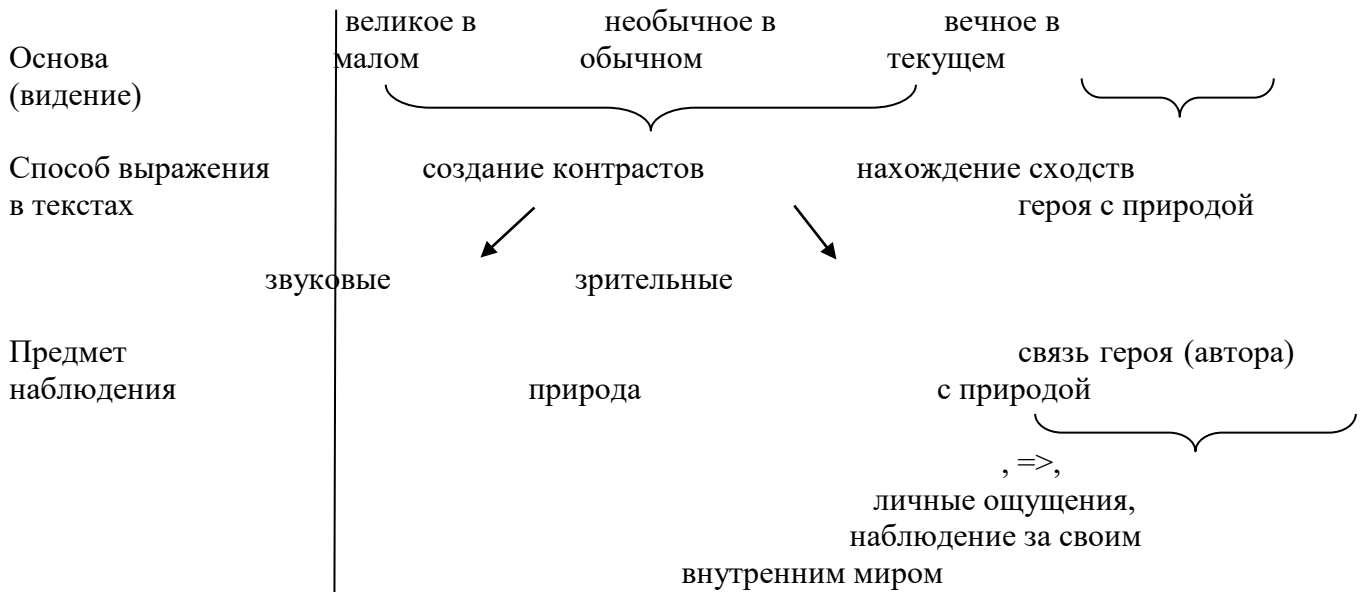 великое в необычное в вечное в
Основа малом обычном текущем
(видение)
Способ выражения создание контрастов нахождение сходств
в текстах героя с природой
звуковые зрительные
Предмет связь героя (автора)
наблюдения природа с природой
, =>,
личные ощущения,
наблюдение за своим
внутренним миром